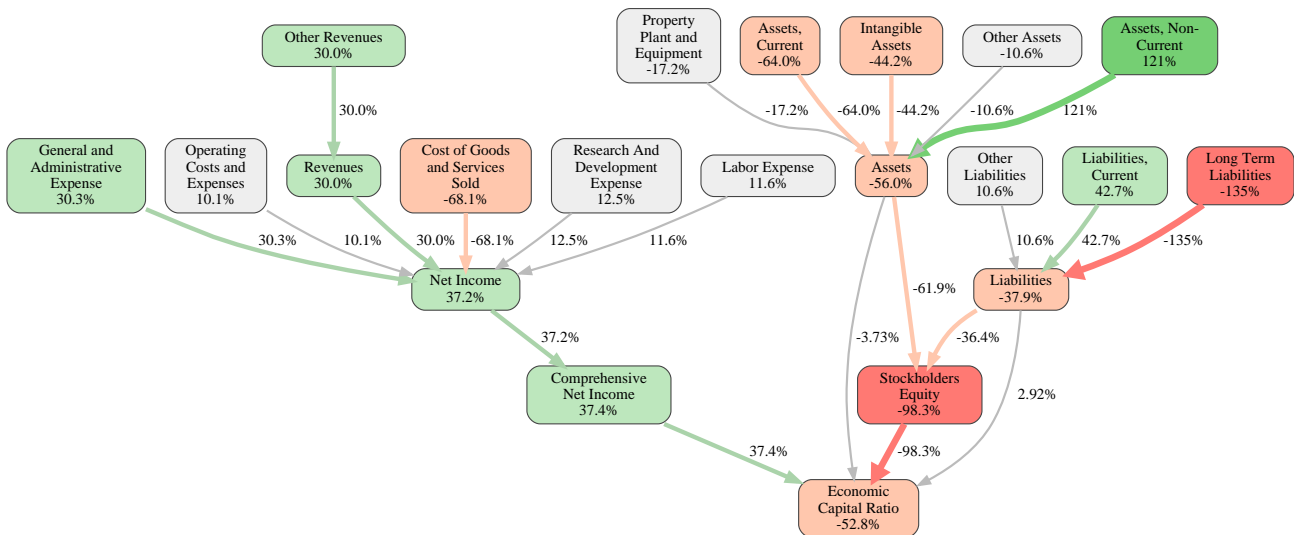 Property
Plant and
Equipment
-17.2%
Assets,
Current
-64.0%
Intangible
Assets
-44.2%
Other Assets
-10.6%
Assets, Non-
Current
121%
Other Revenues
30.0%
30.0%
-17.2%
-64.0%
-44.2%
-10.6%
121%
General and
Administrative
Expense
30.3%
Operating
Costs and
Expenses
10.1%
Revenues
30.0%
Cost of Goods
and Services
Sold
-68.1%
Research And
Development
Expense
12.5%
Labor Expense
11.6%
Assets
-56.0%
Other
Liabilities
10.6%
Liabilities,
Current
42.7%
Long Term
Liabilities
-135%
30.3%
10.1%
30.0%
-68.1%
12.5%
11.6%
10.6%
42.7%
-135%
Net Income
37.2%
-61.9%
Liabilities
-37.9%
37.2%
-3.73%
-36.4%
Comprehensive
Net Income
37.4%
Stockholders
Equity
-98.3%
2.92%
37.4%
-98.3%
Economic
Capital Ratio
-52.8%